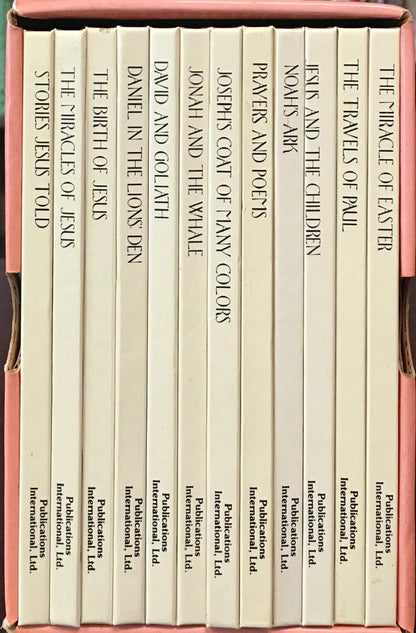 STORIES JESUS TOLD
Publications
International, Ltd.
THE MIRACLES OF JESUS
Publications
International, Ltd.
THE BIRTH OF JESUS
Publications
International, Ltd.
DANIEL IN THE LIONS' DEN
Publications
International, Ltd.
DAVID AND GOLIATH
Publications
International, Ltd.
JONAH AND THE WHALE
Publications
International, Ltd.
JOSEPH'S COAT OF MANY COLORS
Publications
International, Ltd.
PRAYERS AND POEMS
Publications
International, Ltd.
NOAH'S ARK
Publications
International, Ltd.
JESUS AND THE CHILDREN
Publications
International, Ltd.
THE TRAVELS OF PAUL
Publications
International, Ltd.
THE MIRACLE OF EASTER
Publications
International, Ltd.